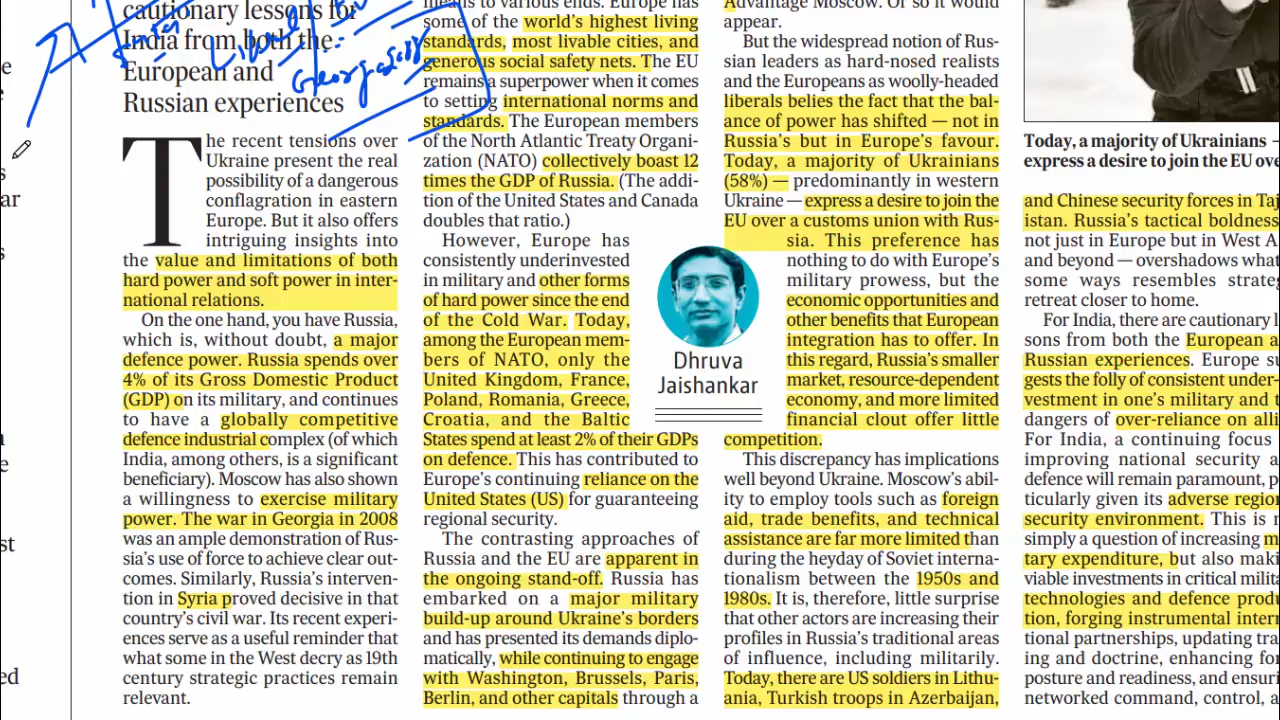 cautionary lessons for
India from both the
European and
Russian experiences
The recent tensions over
Ukraine present the real
possibility of a dangerous
conflagration in eastern
Europe. But it also offers
intriguing insights into
the value and limitations of both
hard power and soft power in inter-
national relations.
On the one hand, you have Russia,
which is, without doubt, a major
defence power. Russia spends over
4% of its Gross Domestic Product
(GDP) on its military, and continues
to have a globally competitive
defence industrial complex (of which
India, among others, is a significant
beneficiary). Moscow has also shown
a willingness to exercise military
power. The war in Georgia in 2008
was an ample demonstration of Rus-
sia's use of force to achieve clear out-
comes. Similarly, Russia's interven-
tion in Syria proved decisive in that
country's civil war. Its recent experi-
ences serve as a useful reminder that
what some in the West decry as 19th
century strategic practices remain
relevant.
means to various ends. Europe has
some of the world's highest living
standards, most livable cities, and
generous social safety nets. The EU
remains a superpower when it comes
to setting international norms and
standards. The European members
of the North Atlantic Treaty Organi-
zation (NATO) collectively boast 12
times the GDP of Russia. (The addi-
tion of the United States and Canada
doubles that ratio.)
However, Europe has
consistently underinvested
in military and other forms
of hard power since the end
of the Cold War. Today,
among the European mem-
bers of NATO, only the
United Kingdom, France,
Poland, Romania, Greece,
Croatia, and the Baltic
States spend at least 2% of their GDPs
on defence. This has contributed to
Europe's continuing reliance on the
United States (US) for guaranteeing
regional security.
The contrasting approaches of
Russia and the EU are apparent in
the ongoing stand-off. Russia has
embarked on a major military
build-up around Ukraine's borders
and has presented its demands diplo-
matically, while continuing to engage
with Washington, Brussels, Paris,
Berlin, and other capitals through a
Dhruva
Jaishankar
Advantage Moscow. Or so it would
appear.
But the widespread notion of Rus-
sian leaders as hard-nosed realists
and the Europeans as woolly-headed
liberals belies the fact that the bal-
ance of power has shifted — not in
Russia's but in Europe's favour.
Today, a majority of Ukrainians
(58%) — predominantly in western
Ukraine — express a desire to join the
EU over a customs union with Rus-
sia. This preference has
nothing to do with Europe's
military prowess, but the
economic opportunities and
other benefits that European
integration has to offer. In
this regard, Russia's smaller
market, resource-dependent
economy, and more limited
financial clout offer little
competition.
This discrepancy has implications
well beyond Ukraine. Moscow's abil-
ity to employ tools such as foreign
aid, trade benefits, and technical
assistance are far more limited than
during the heyday of Soviet interna-
tionalism between the 1950s and
1980s. It is, therefore, little surprise
that other actors are increasing their
profiles in Russia's traditional areas
of influence, including militarily.
Today, there are US soldiers in Lithu-
ania, Turkish troops in Azerbaijan,
Today, a majority of Ukrainians
express a desire to join the EU ove
and Chinese security forces in Taj
istan. Russia's tactical boldness
not just in Europe but in West A
and beyond — overshadows what
some ways resembles strateg
retreat closer to home.
For India, there are cautionary l
sons from both the European a
Russian experiences. Europe su
gests the folly of consistent under-
vestment in one's military and t
dangers of over-reliance on alli
For India, a continuing focus
improving national security a
defence will remain paramount, p
ticularly given its adverse regio
security environment. This is n
simply a question of increasing m
tary expenditure, but also maki
viable investments in critical milita
technologies and defence produ
tion, forging instrumental intern
tional partnerships, updating tra
ing and doctrine, enhancing for
posture and readiness, and ensuri
networked command, control, a